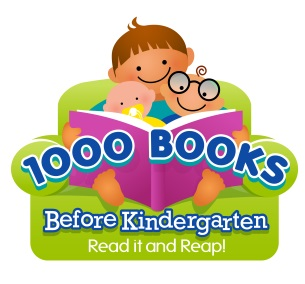 1000 BOOKS
Before Kindergarten
Read it and Reap!